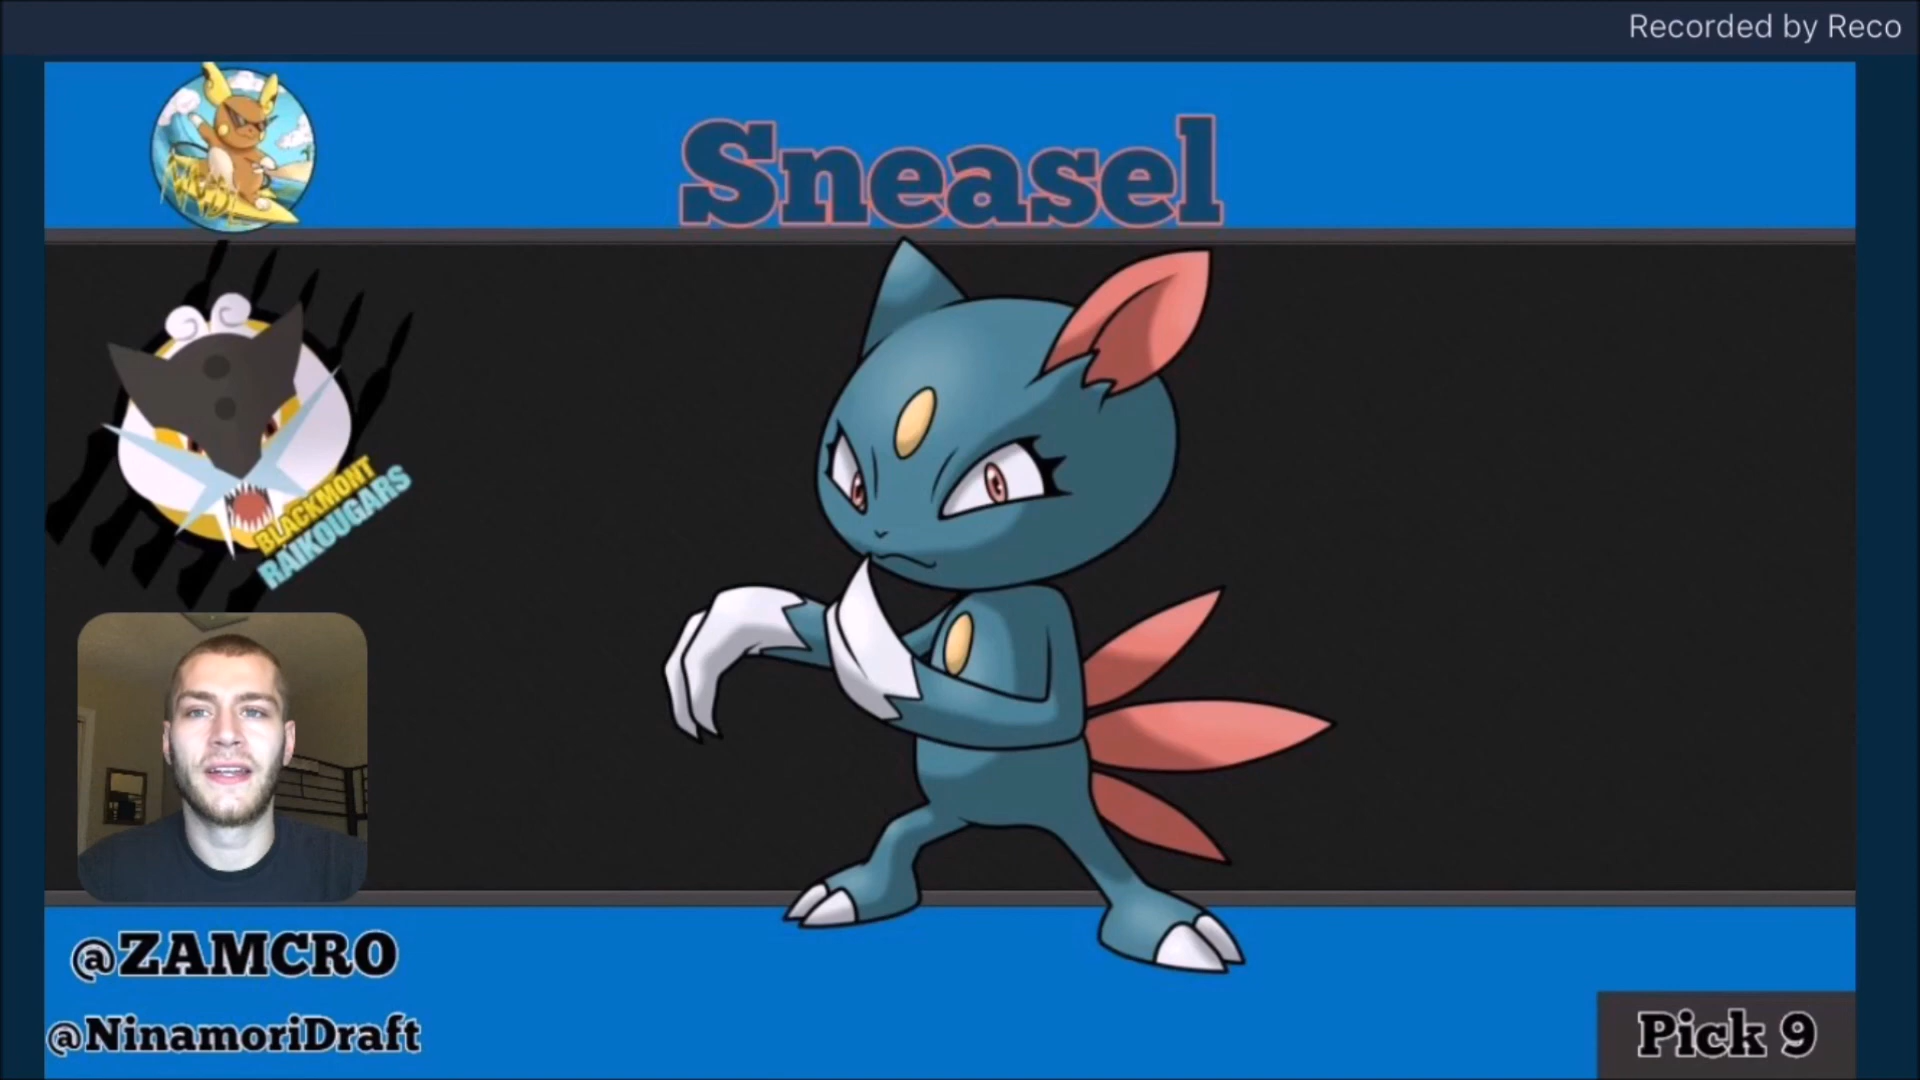 Recorded by Reco
Sneasel
BLACKMONT
RAIKOUGARS
@ZAMCRO
@NinamoriDraft
Pick 9